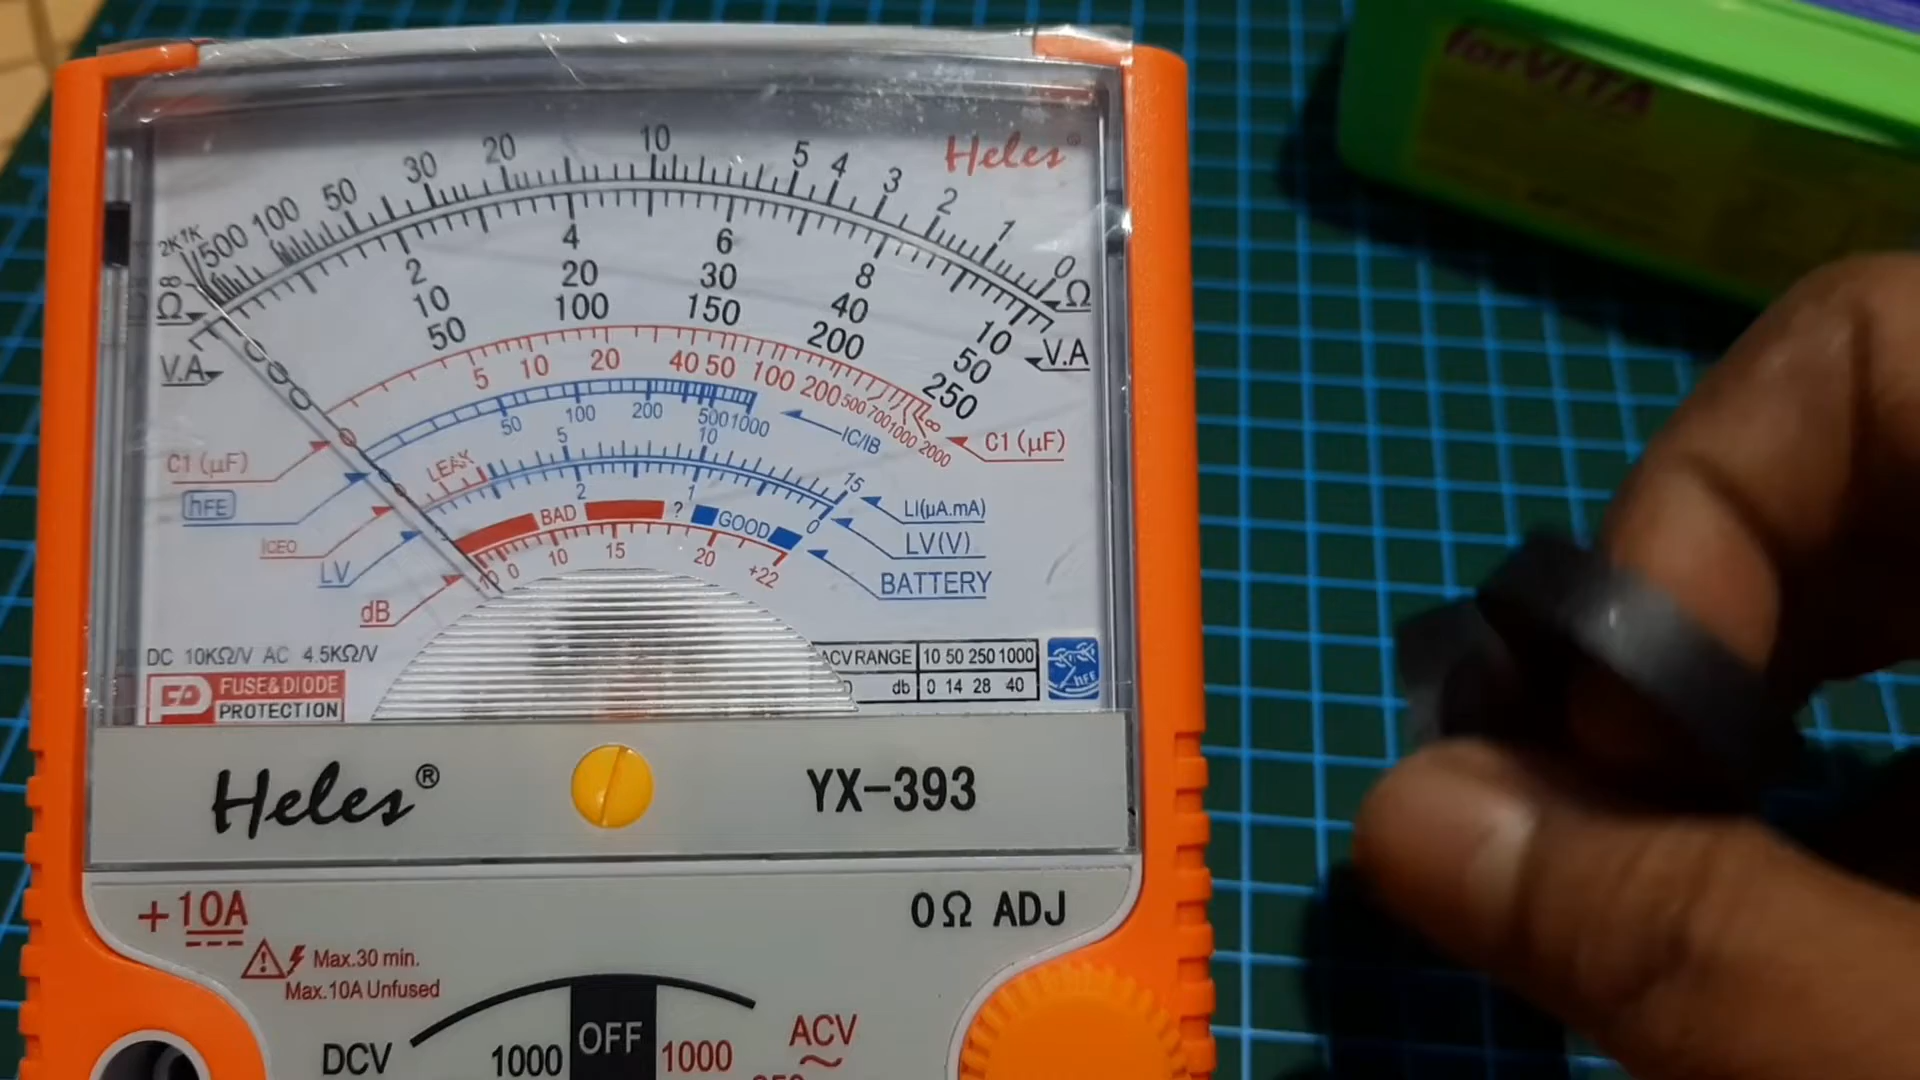 forVITA
Heles®
2K 1K 500 100 50 30 20 10 5 4 3 2 1 0
∞
Ω Ω
2 4 6 8 10
10 20 30 40 50
50 100 150 200 250
V.A V.A
5 10 20 40 50 100 200 500 700 1000 2000 ∞
C1 (μF) C1 (μF)
50 100 200 500 1000
hFE IC/IB
LEAK 5 10 15
ICEO LI(μA.mA)
2 1 0
LV LV(V)
BAD ? GOOD
BATTERY
10 0 10 15 20 +22
dB
DC 10KΩ/V AC 4.5KΩ/V
FUSE&DIODE
PROTECTION
ACV RANGE 10 50 250 1000
db 0 14 28 40
hFE
Heles® YX-393
+10A 0Ω ADJ
Max.30 min.
Max.10A Unfused
DCV 1000 OFF 1000 ACV